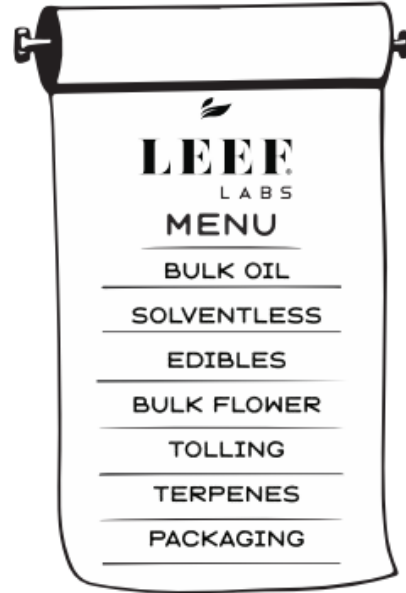 LEEF®
LABS
MENU
BULK OIL
SOLVENTLESS
EDIBLES
BULK FLOWER
TOLLING
TERPENES
PACKAGING